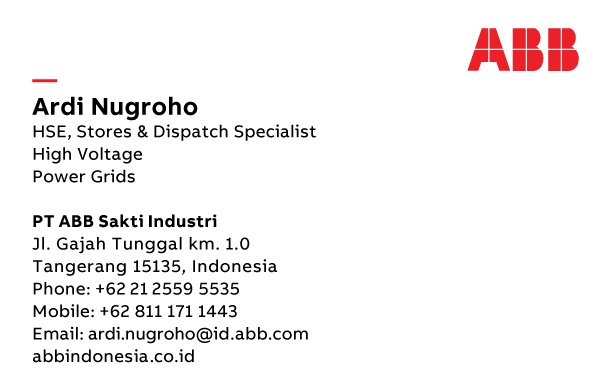 ABB
Ardi Nugroho
HSE, Stores & Dispatch Specialist
High Voltage
Power Grids
PT ABB Sakti Industri
Jl. Gajah Tunggal km. 1.0
Tangerang 15135, Indonesia
Phone: +62 21 2559 5535
Mobile: +62 811 171 1443
Email: ardi.nugroho@id.abb.com
abbindonesia.co.id